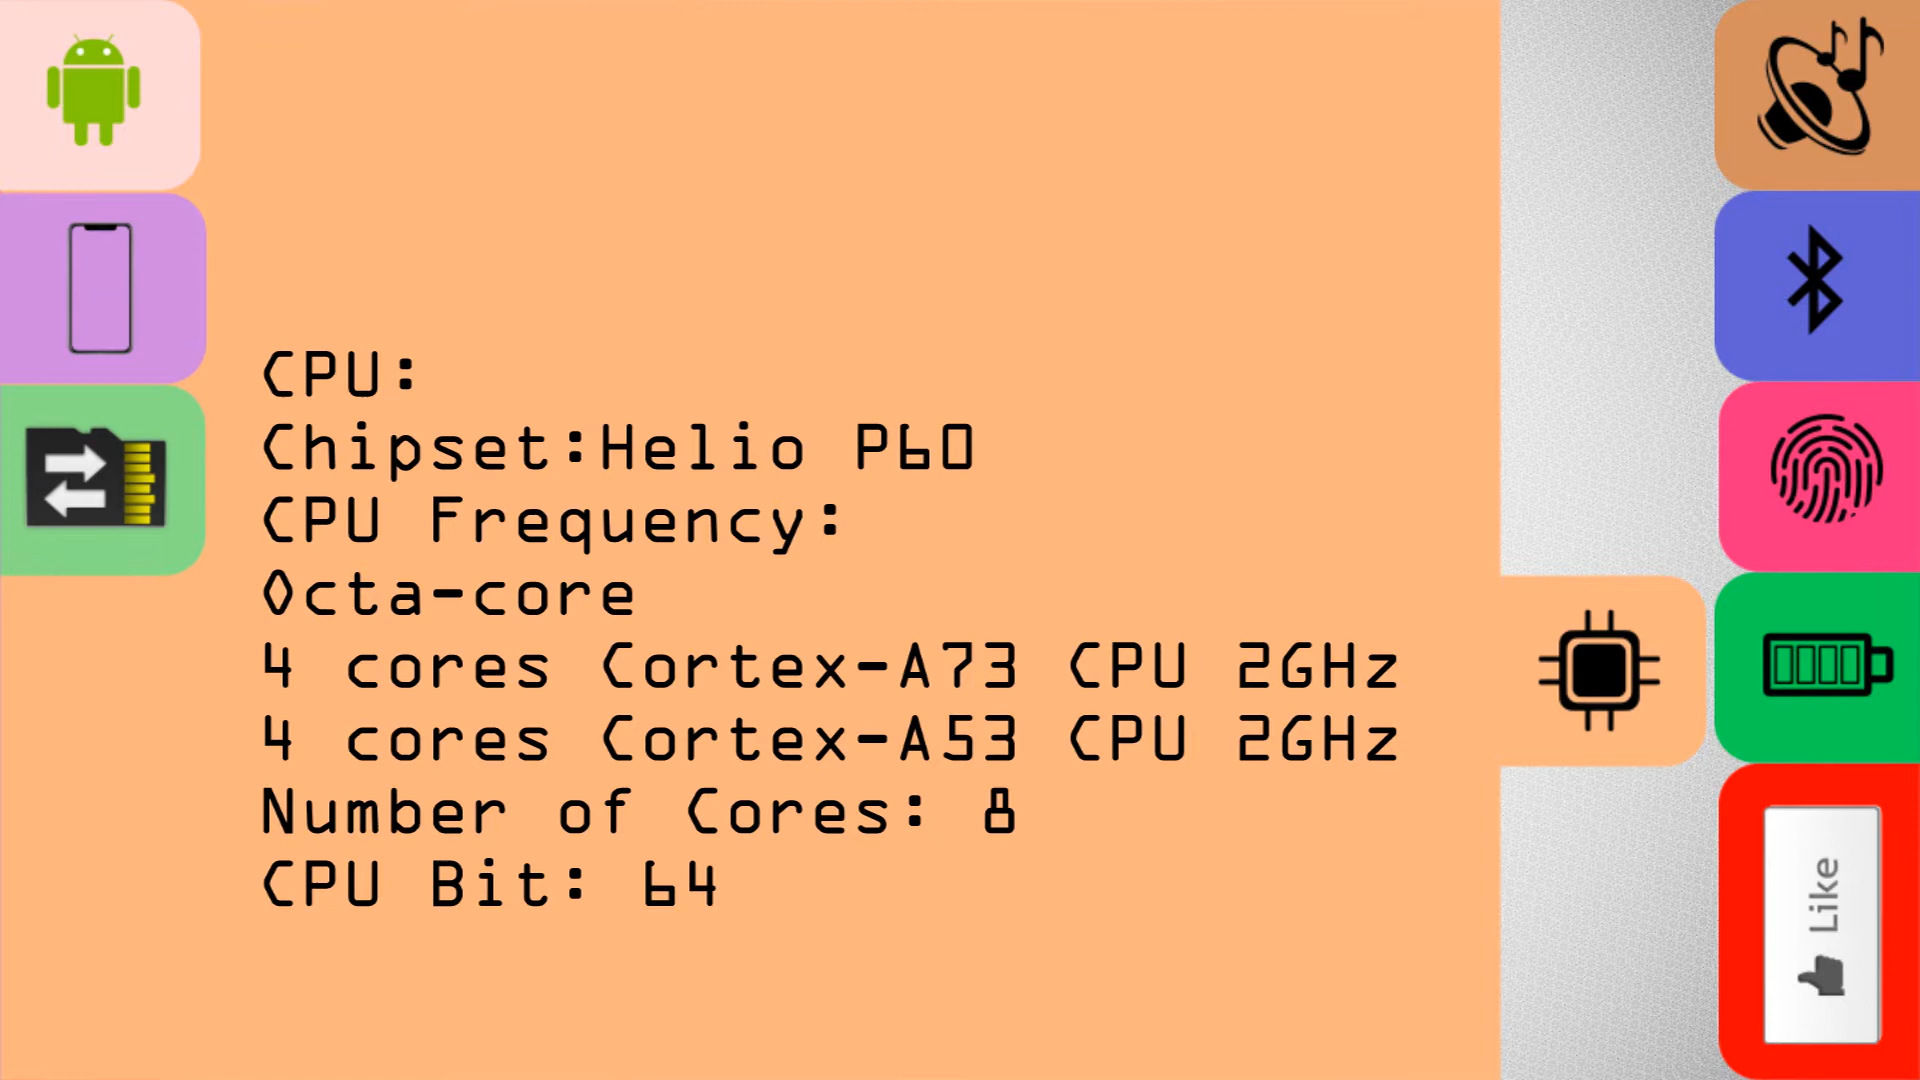 CPU:
Chipset:Helio P60
CPU Frequency:
Octa-core
4 cores Cortex-A73 CPU 2GHz
4 cores Cortex-A53 CPU 2GHz
Number of Cores: 8
CPU Bit: 64
Like